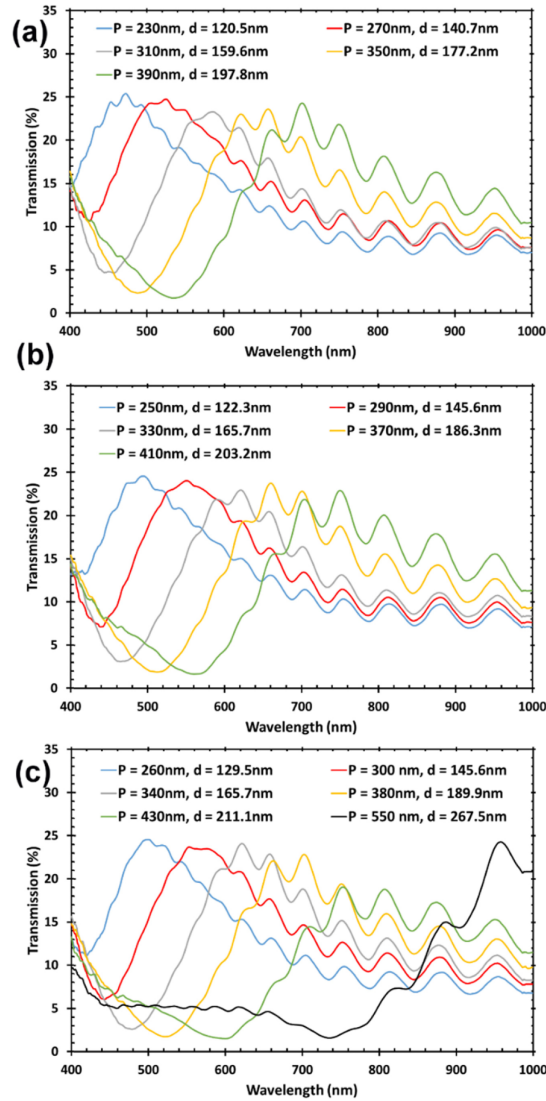 (a)
P = 230nm, d = 120.5nm P = 270nm, d = 140.7nm
P = 310nm, d = 159.6nm P = 350nm, d = 177.2nm
P = 390nm, d = 197.8nm
Transmission (%)
35
30
25
20
15
10
5
0
400 500 600 700 800 900 1000
Wavelength (nm)
(b)
P = 250nm, d = 122.3nm P = 290nm, d = 145.6nm
P = 330nm, d = 165.7nm P = 370nm, d = 186.3nm
P = 410nm, d = 203.2nm
Transmission (%)
35
30
25
20
15
10
5
0
400 500 600 700 800 900 1000
Wavelength (nm)
(c)
P = 260nm, d = 129.5nm P = 300 nm, d = 145.6nm
P = 340nm, d = 165.7nm P = 380nm, d = 189.9nm
P = 430nm, d = 211.1nm P = 550 nm, d = 267.5nm
Transmission (%)
35
30
25
20
15
10
5
0
400 500 600 700 800 900 1000
Wavelength (nm)